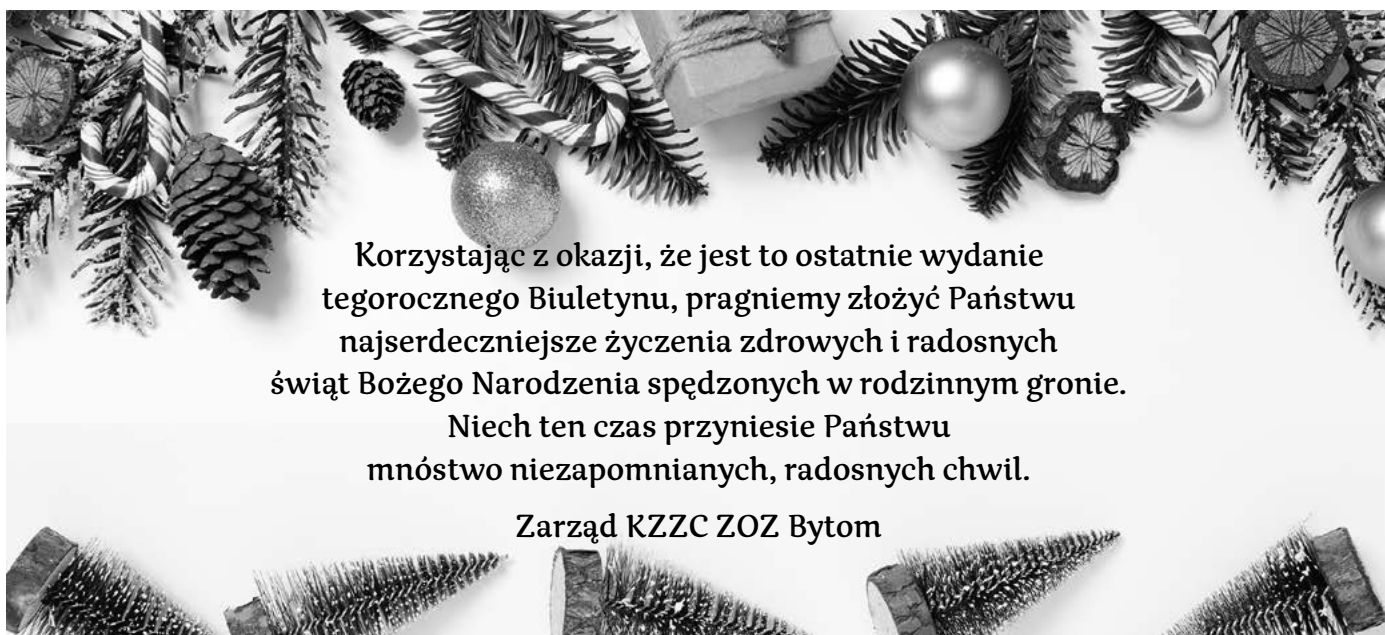 Korzystając z okazji, że jest to ostatnie wydanie
tegorocznego Biuletynu, pragniemy złożyć Państwu
najserdeczniejsze życzenia zdrowych i radosnych
świąt Bożego Narodzenia spędzonych w rodzinnym gronie.
Niech ten czas przyniesie Państwu
mnóstwo niezapomnianych, radosnych chwil.
Zarząd KZZC ZOZ Bytom